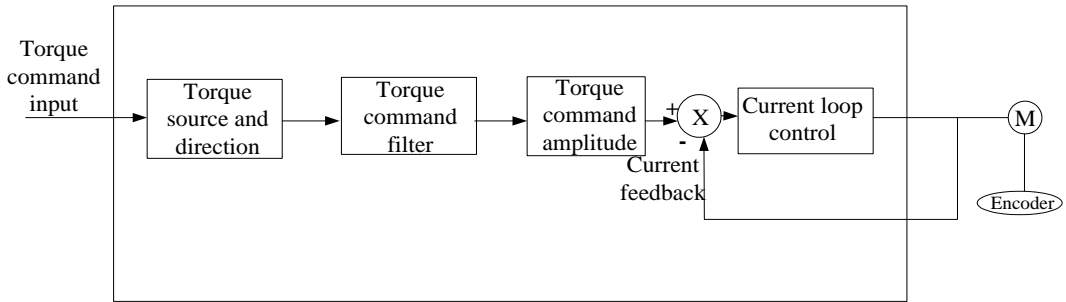 Torque
command
input
Torque
source and
direction
Torque
command
filter
Torque
command
amplitude
+
X
-
Current
feedback
Current loop
control
M
Encoder